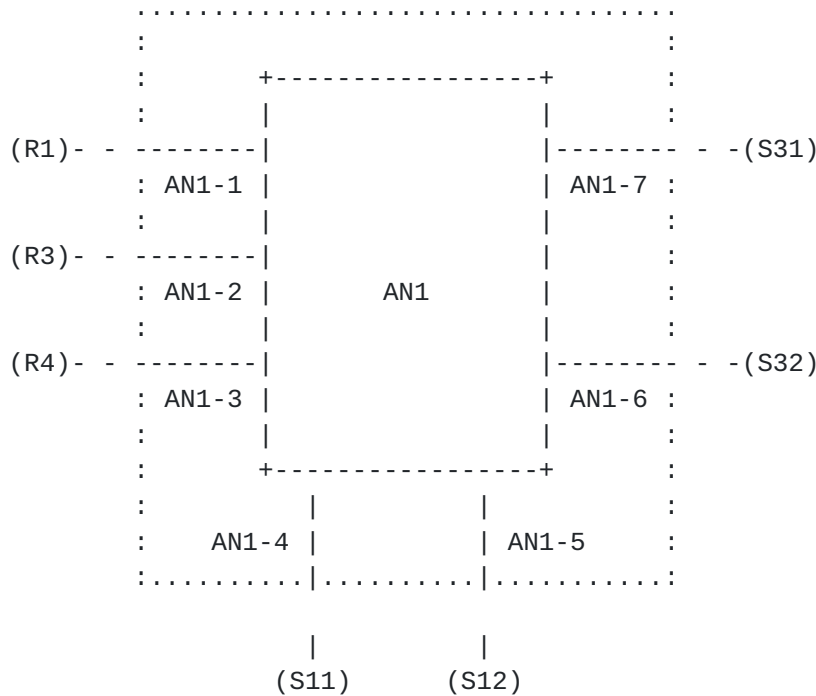 (R1) (S31)
AN1-1 AN1-7
(R3)
AN1-2 AN1
(R4) (S32)
AN1-3 AN1-6
AN1-4 AN1-5
(S11) (S12)